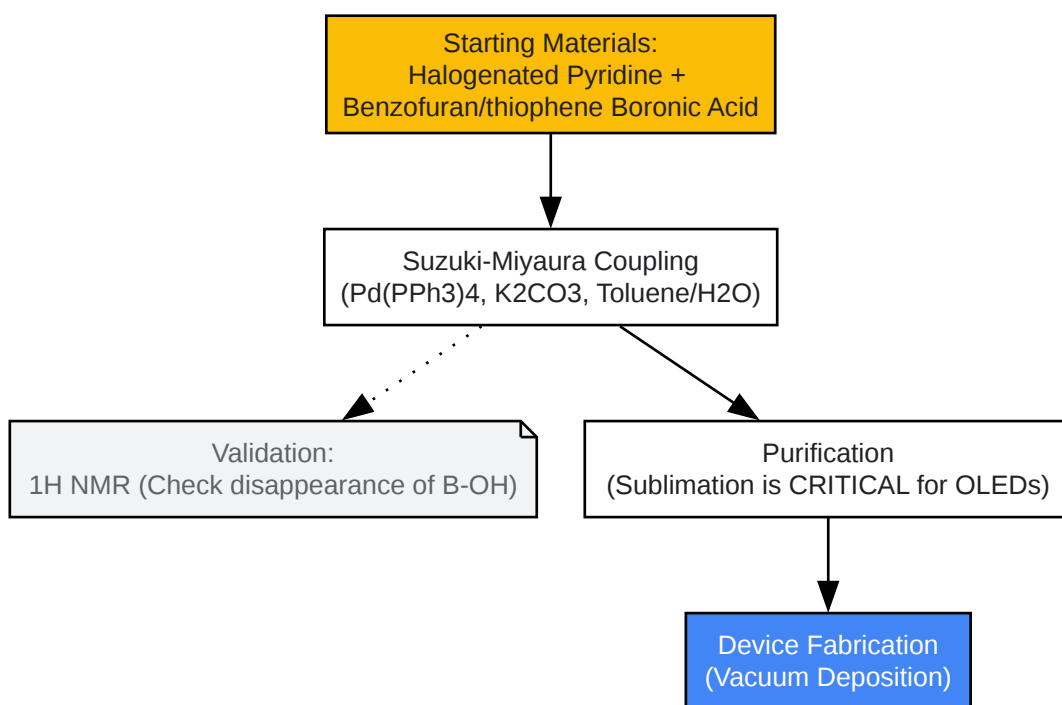 Starting Materials:
Halogenated Pyridine +
Benzofuran/thiophene Boronic Acid
Suzuki-Miyaura Coupling
(Pd(PPh3)4, K2CO3, Toluene/H2O)
Validation:
1H NMR (Check disappearance of B-OH)
Purification
(Sublimation is CRITICAL for OLEDs)
Device Fabrication
(Vacuum Deposition)